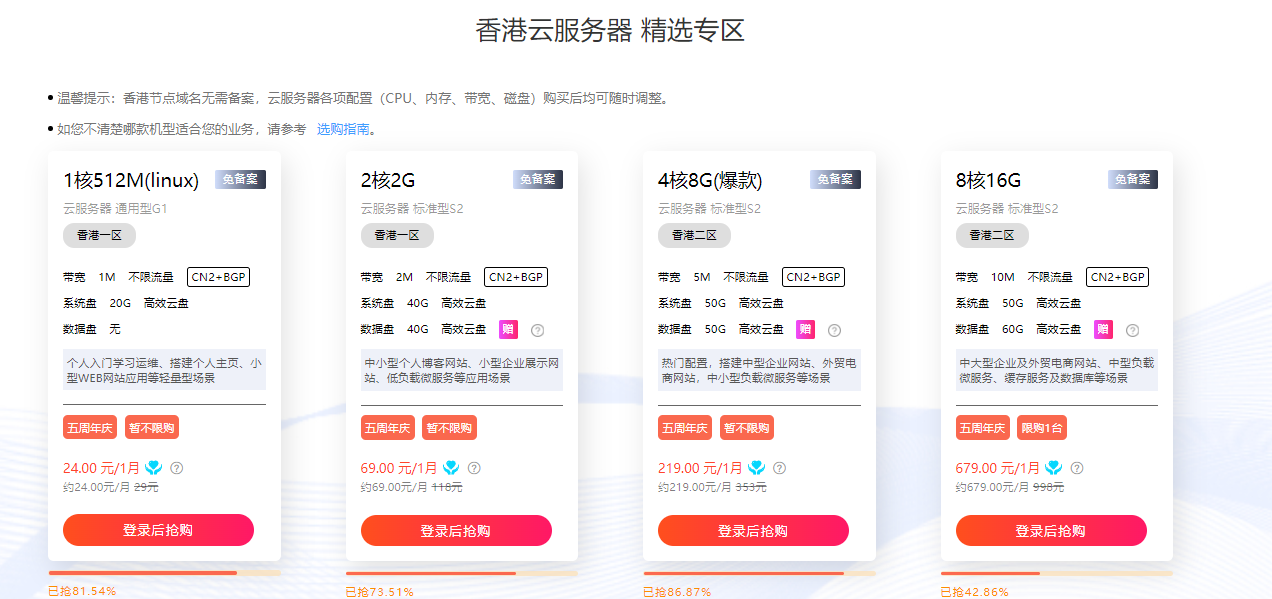 香港云服务器 精选专区
温馨提示：香港节点域名无需备案，云服务器各项配置（CPU、内存、带宽、磁盘）购买后均可随时调整。
如您不清楚哪款机型适合您的业务，请参考 选购指南。
1核512M(linux) 免备案
云服务器 通用型G1
香港一区
带宽 1M 不限流量 CN2+BGP
系统盘 20G 高效云盘
数据盘 无
个人入门学习运维、搭建个人主页、小
型WEB网站应用等轻量型场景
五周年庆 暂不限购
24.00 元/1月 ?
约24.00元/月 29元
登录后抢购
已抢81.54%
2核2G 免备案
云服务器 标准型S2
香港一区
带宽 2M 不限流量 CN2+BGP
系统盘 40G 高效云盘
数据盘 40G 高效云盘 赠 ?
中小型个人博客网站、小型企业展示网
站、低负载微服务等应用场景
五周年庆 暂不限购
69.00 元/1月 ?
约69.00元/月 118元
登录后抢购
已抢73.51%
4核8G(爆款) 免备案
云服务器 标准型S2
香港二区
带宽 5M 不限流量 CN2+BGP
系统盘 50G 高效云盘
数据盘 50G 高效云盘 赠 ?
热门配置，搭建中型企业网站、外贸电
商网站，中小型负载微服务等场景
五周年庆 暂不限购
219.00 元/1月 ?
约219.00元/月 353元
登录后抢购
已抢86.87%
8核16G 免备案
云服务器 标准型S2
香港二区
带宽 10M 不限流量 CN2+BGP
系统盘 50G 高效云盘
数据盘 60G 高效云盘 赠 ?
中大型企业及外贸电商网站、中型负载
微服务、缓存服务及数据库等场景
五周年庆 限购1台
679.00 元/1月 ?
约679.00元/月 998元
登录后抢购
已抢42.86%